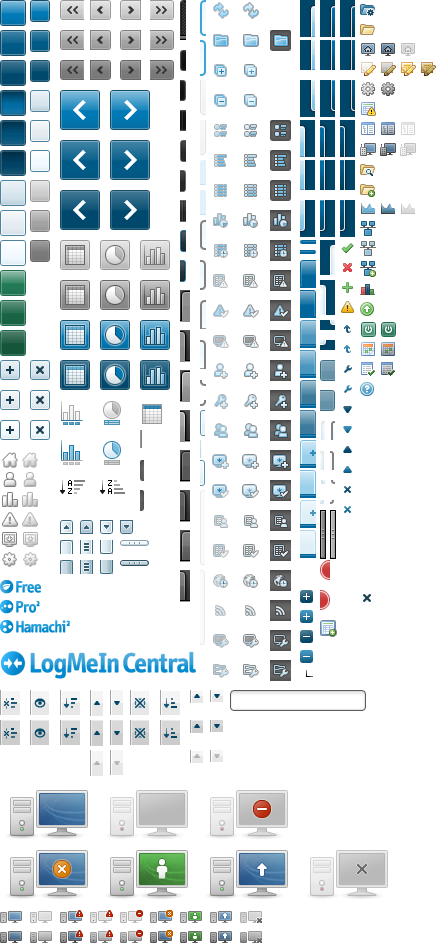 A
Z
Z
A
Free
Pro²
Hamachi²
LogMeIn Central